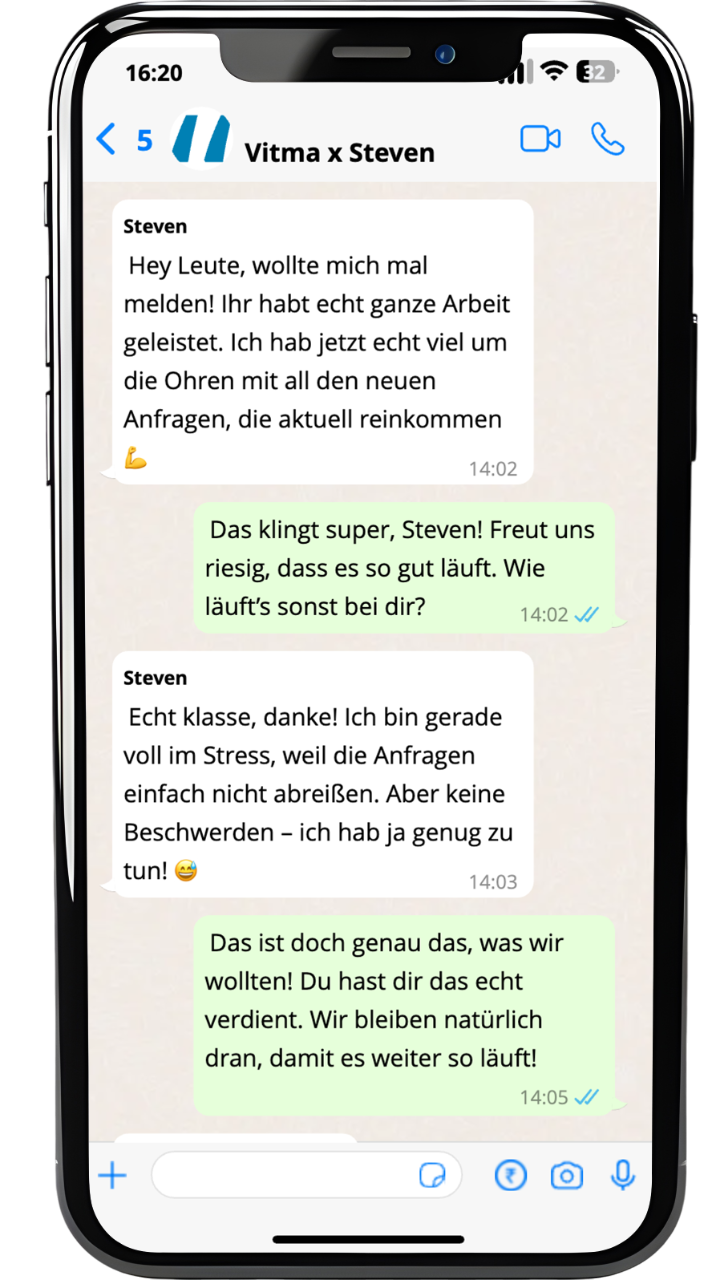 16:20
32
5
Vitma x Steven
Steven
Hey Leute, wollte mich mal
melden! Ihr habt echt ganze Arbeit
geleistet. Ich hab jetzt echt viel um
die Ohren mit all den neuen
Anfragen, die aktuell reinkommen
💪
14:02
Das klingt super, Steven! Freut uns
riesig, dass es so gut läuft. Wie
läuft’s sonst bei dir?
14:02
Steven
Echt klasse, danke! Ich bin gerade
voll im Stress, weil die Anfragen
einfach nicht abreißen. Aber keine
Beschwerden – ich hab ja genug zu
tun! 😅
14:03
Das ist doch genau das, was wir
wollten! Du hast dir das echt
verdient. Wir bleiben natürlich
dran, damit es weiter so läuft!
14:05
₹